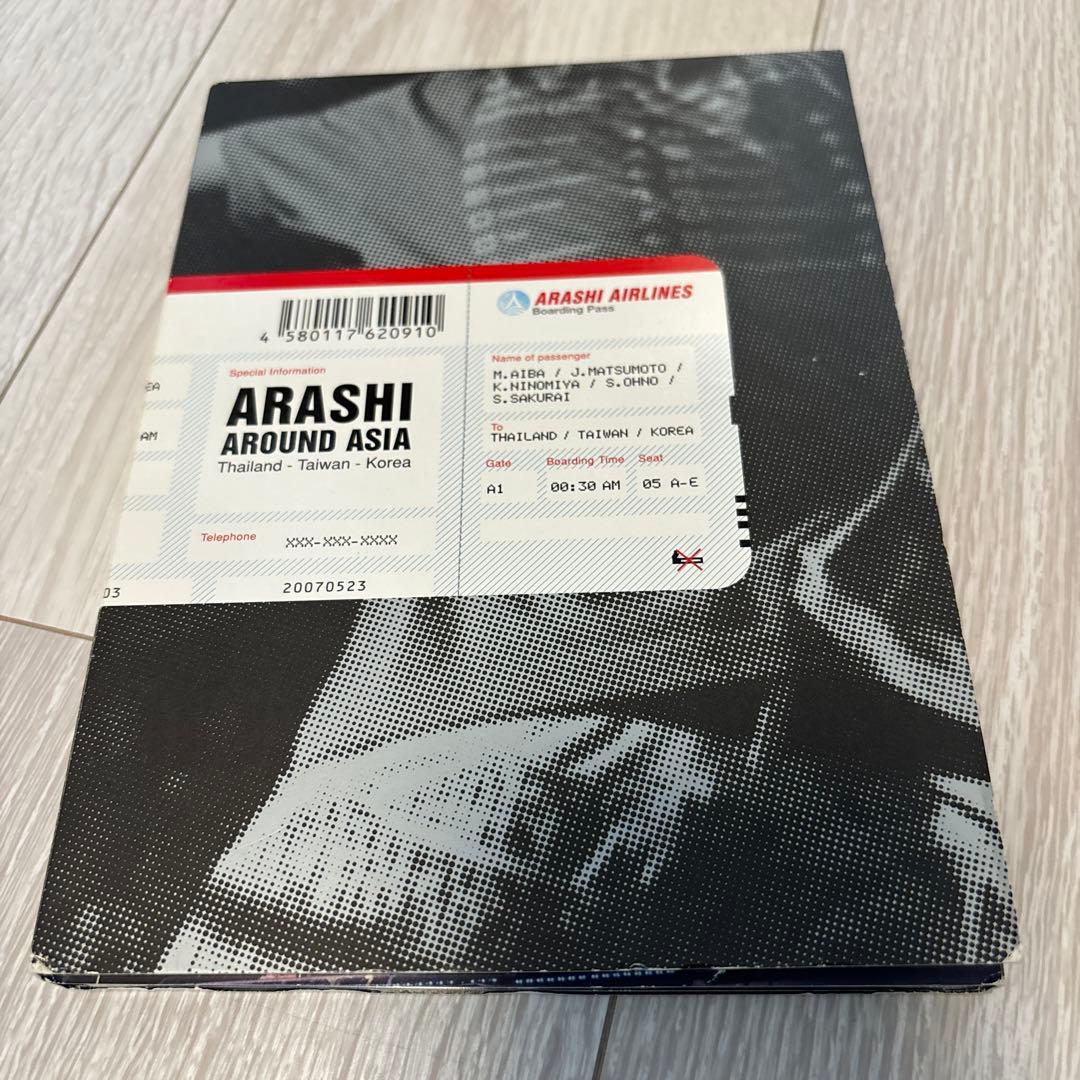 4 580117 620910
EA
AM
03
Special Information
ARASHI
AROUND ASIA
Thailand - Taiwan - Korea
Telephone
XXX-XXX-XXXX
20070523
ARASHI AIRLINES
Boarding Pass
Name of passenger
M.AIBA / J.MATSUMOTO /
K.NINOMIYA / S.OHNO /
S.SAKURAI
To
THAILAND / TAIWAN / KOREA
Gate Boarding Time Seat
A1 00:30 AM 05 A-E